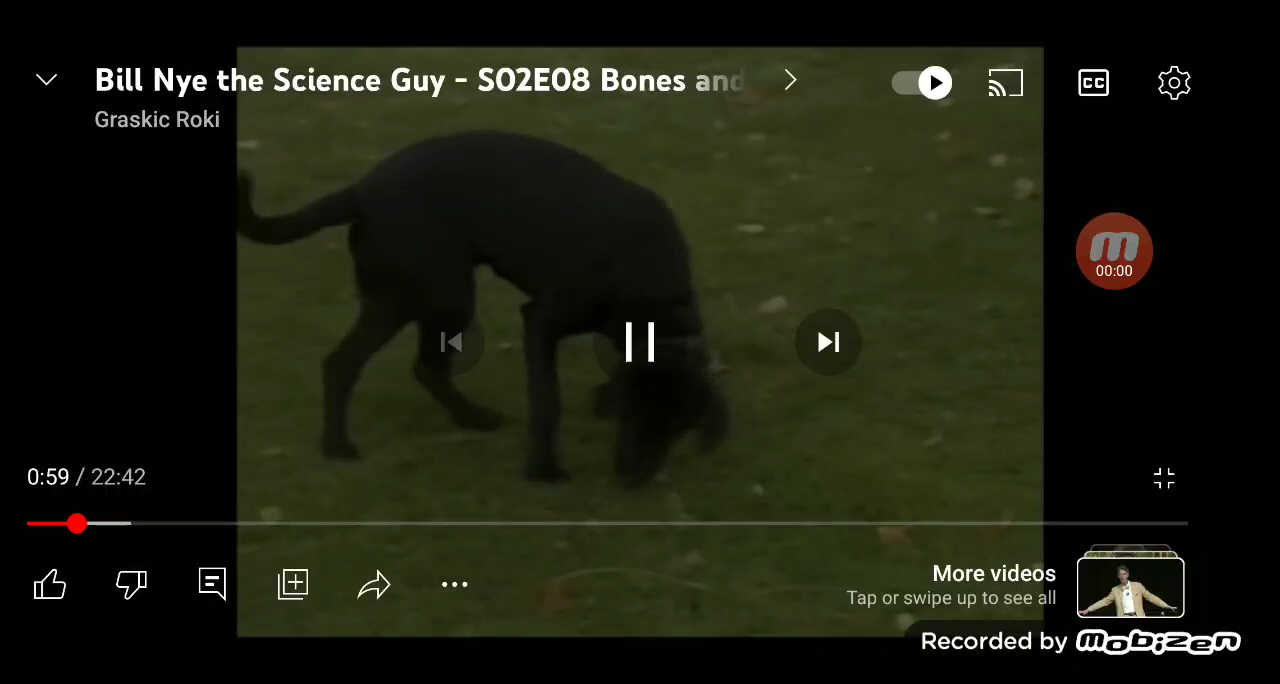 Bill Nye the Science Guy - S02E08 Bones and
Graskic Roki
CC
m
00:00
0:59 / 22:42
More videos
Tap or swipe up to see all
Recorded by mobizen